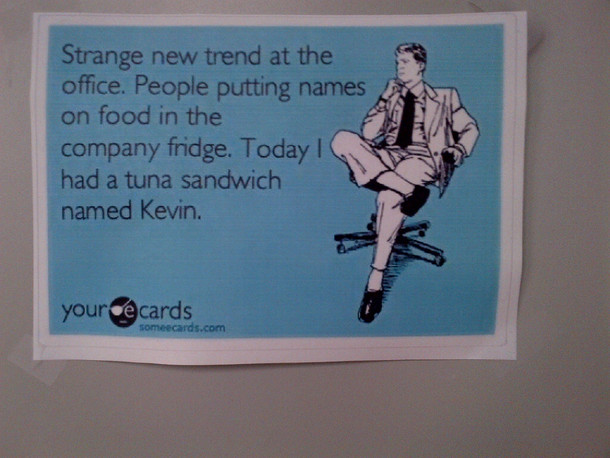 Strange new trend at the
office. People putting names
on food in the
company fridge. Today I
had a tuna sandwich
named Kevin.
your e cards
someecards.com